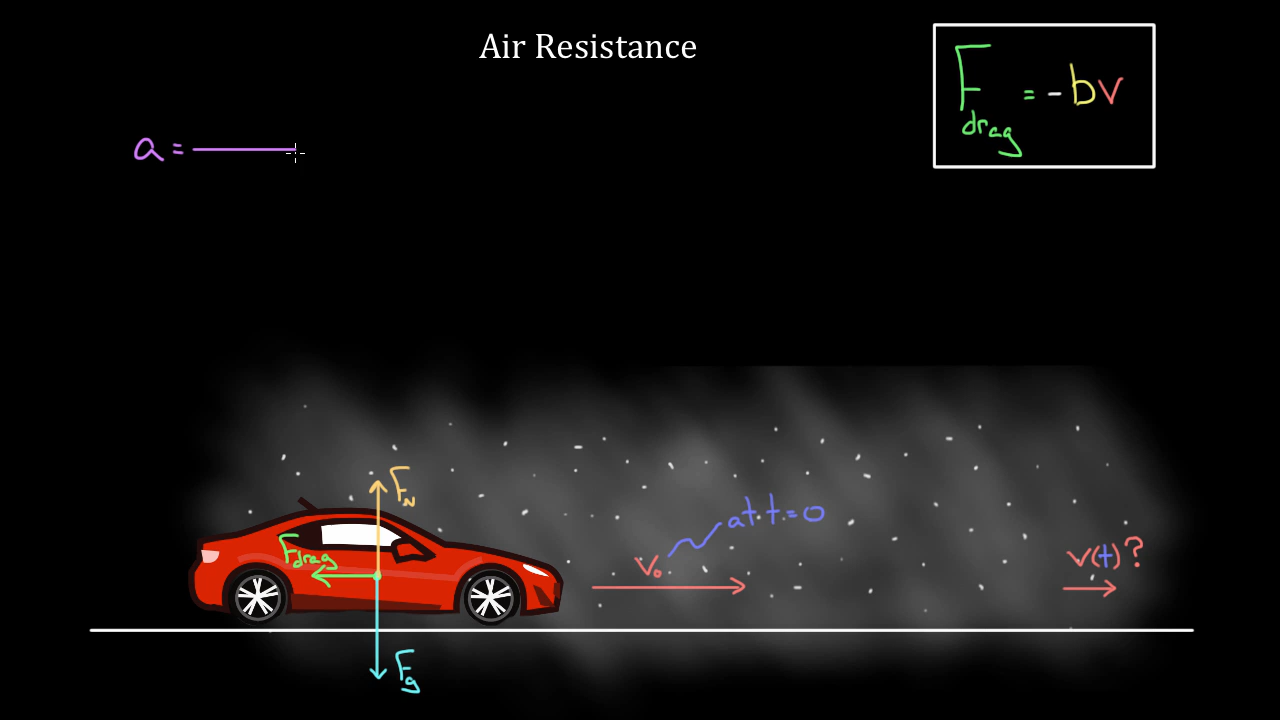 Air Resistance
F drag = -bv
a =
F_N
at t = 0
F drag
v₀
v(t)?
F_g